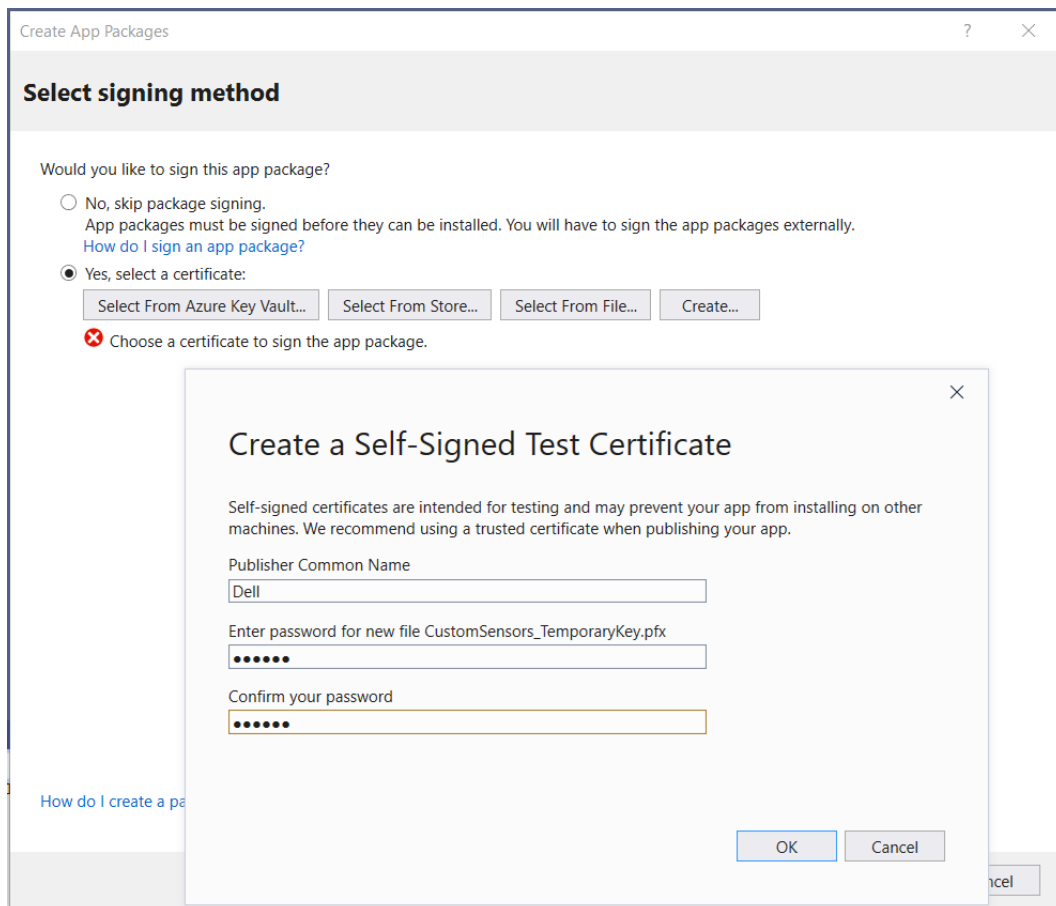 Create App Packages
?
Select signing method
Would you like to sign this app package?
No, skip package signing.
App packages must be signed before they can be installed. You will have to sign the app packages externally.
How do I sign an app package?
Yes, select a certificate:
Select From Azure Key Vault... Select From Store... Select From File... Create...
Choose a certificate to sign the app package.
Create a Self-Signed Test Certificate
Self-signed certificates are intended for testing and may prevent your app from installing on other
machines. We recommend using a trusted certificate when publishing your app.
Publisher Common Name
Dell
Enter password for new file CustomSensors_TemporaryKey.pfx
●●●●●●
Confirm your password
●●●●●●
How do I create a pa
OK Cancel
ncel